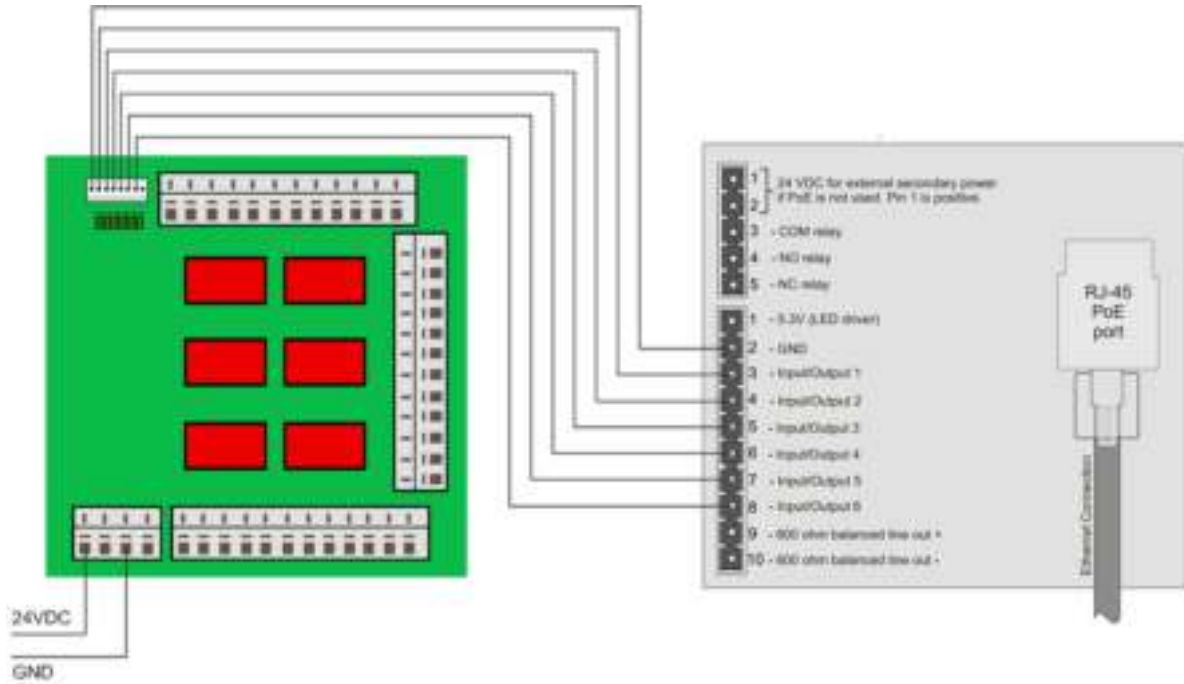 1
24 VDC for external secondary power
if PoE is not used. Pin 1 is positive.
2
3 - COM relay
4 - NO relay
5 - NC relay
1 - 3.3V (LED driver)
2 - GND
3 - Input/Output 1
4 - Input/Output 2
5 - Input/Output 3
6 - Input/Output 4
7 - Input/Output 5
8 - Input/Output 6
9 - 600 ohm balanced line out +
10 - 600 ohm balanced line out -
RJ-45
PoE
port
Ethernet Connection
24VDC
GND